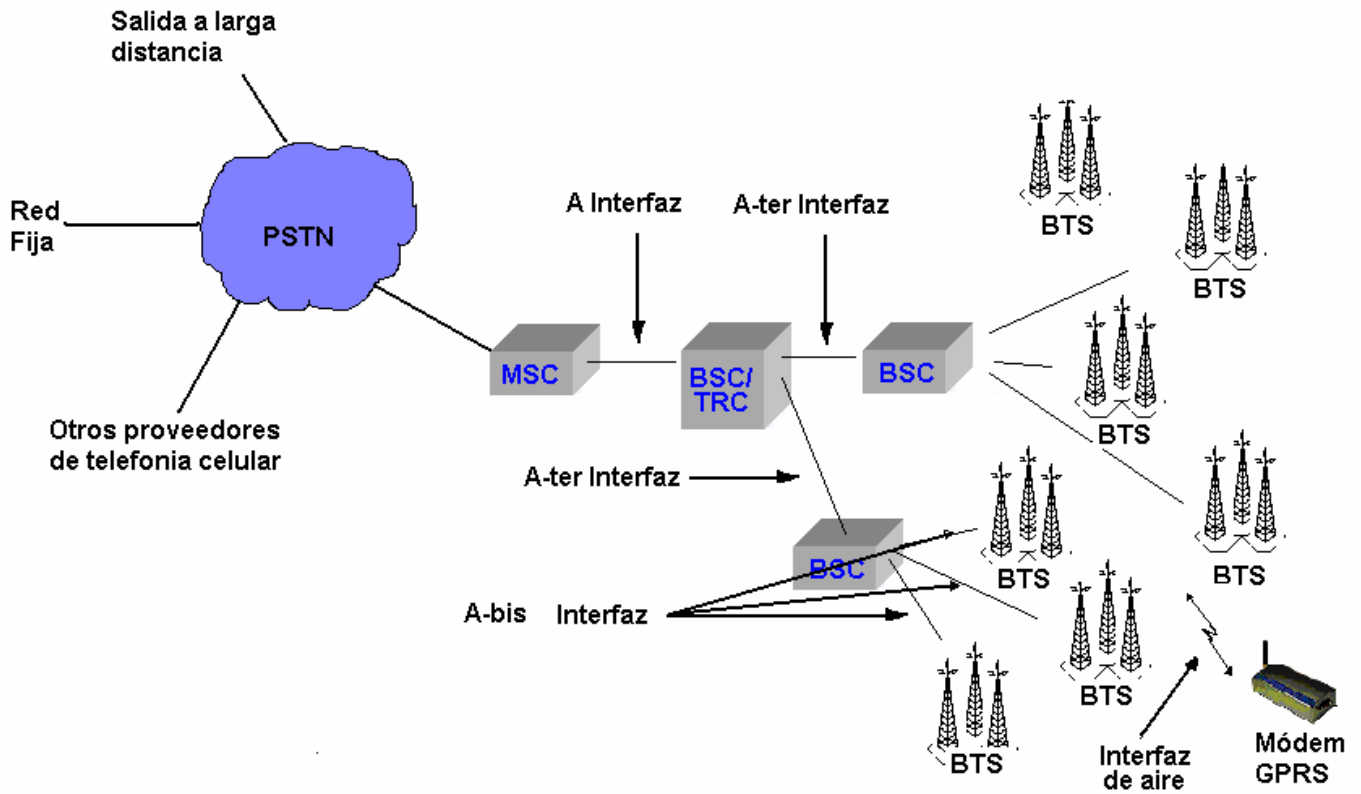 Salida a larga
distancia
Red
Fija
PSTN
A Interfaz
A-ter Interfaz
BTS
BTS
MSC
BSC/
TRC
BSC
BTS
Otros proveedores
de telefonia celular
A-ter Interfaz
BSC
BTS
BTS
A-bis Interfaz
BTS
BTS
Interfaz
de aire
Módem
GPRS